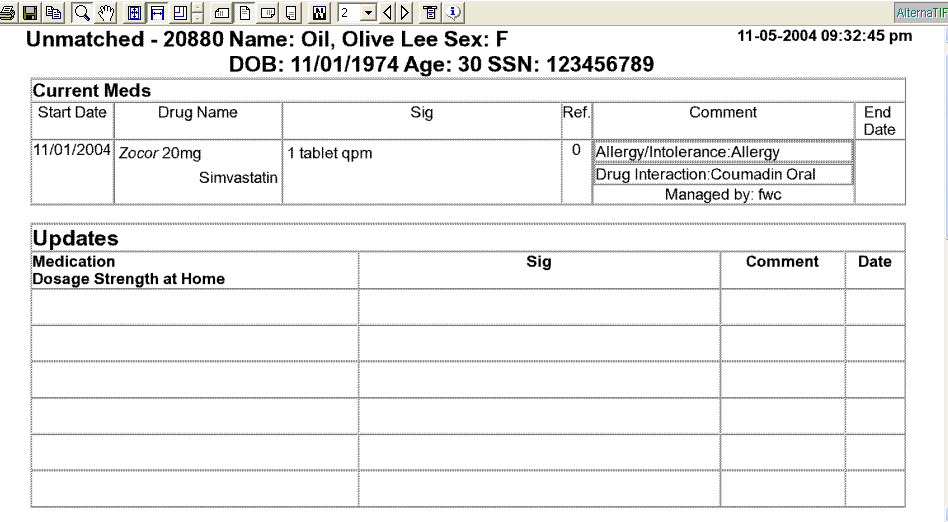 2
AlternaTIF
Unmatched - 20880 Name: Oil, Olive Lee Sex: F
11-05-2004 09:32:45 pm
DOB: 11/01/1974 Age: 30 SSN: 123456789
Current Meds
Start Date Drug Name Sig Ref. Comment End Date
11/01/2004 Zocor 20mg 1 tablet qpm 0 Allergy/Intolerance:Allergy
Simvastatin Drug Interaction:Coumadin Oral
Managed by: fwc
Updates
Medication Sig Comment Date
Dosage Strength at Home